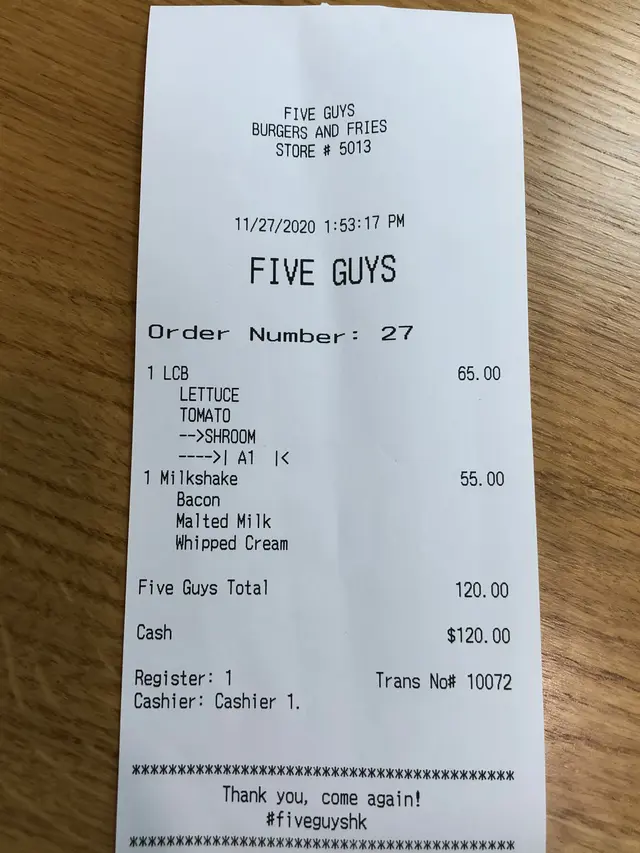 FIVE GUYS
BURGERS AND FRIES
STORE # 5013
11/27/2020 1:53:17 PM
FIVE GUYS
Order Number: 27
1 LCB 65.00
LETTUCE
TOMATO
-->SHROOM
---->| A1 |<
1 Milkshake 55.00
Bacon
Malted Milk
Whipped Cream
Five Guys Total 120.00
Cash $120.00
Register: 1 Trans No# 10072
Cashier: Cashier 1.
******************************************
Thank you, come again!
#fiveguyshk
******************************************